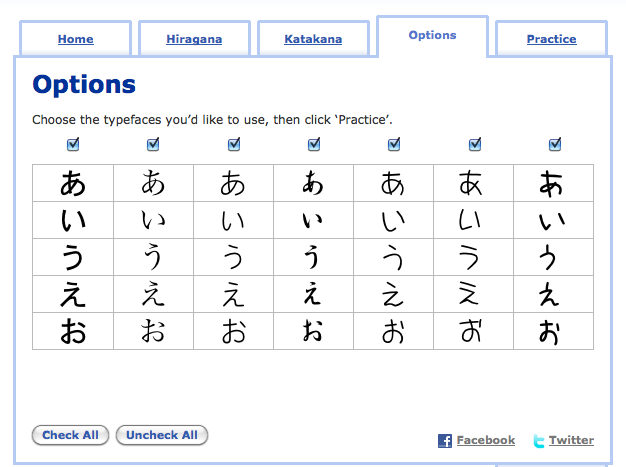 Home Hiragana Katakana Options Practice
Options
Choose the typefaces you’d like to use, then click ‘Practice’.
あ あ あ あ あ あ あ
い い い い い い い
う う う う う う う
え え え え え え え
お お お お お お お
Check All Uncheck All Facebook Twitter